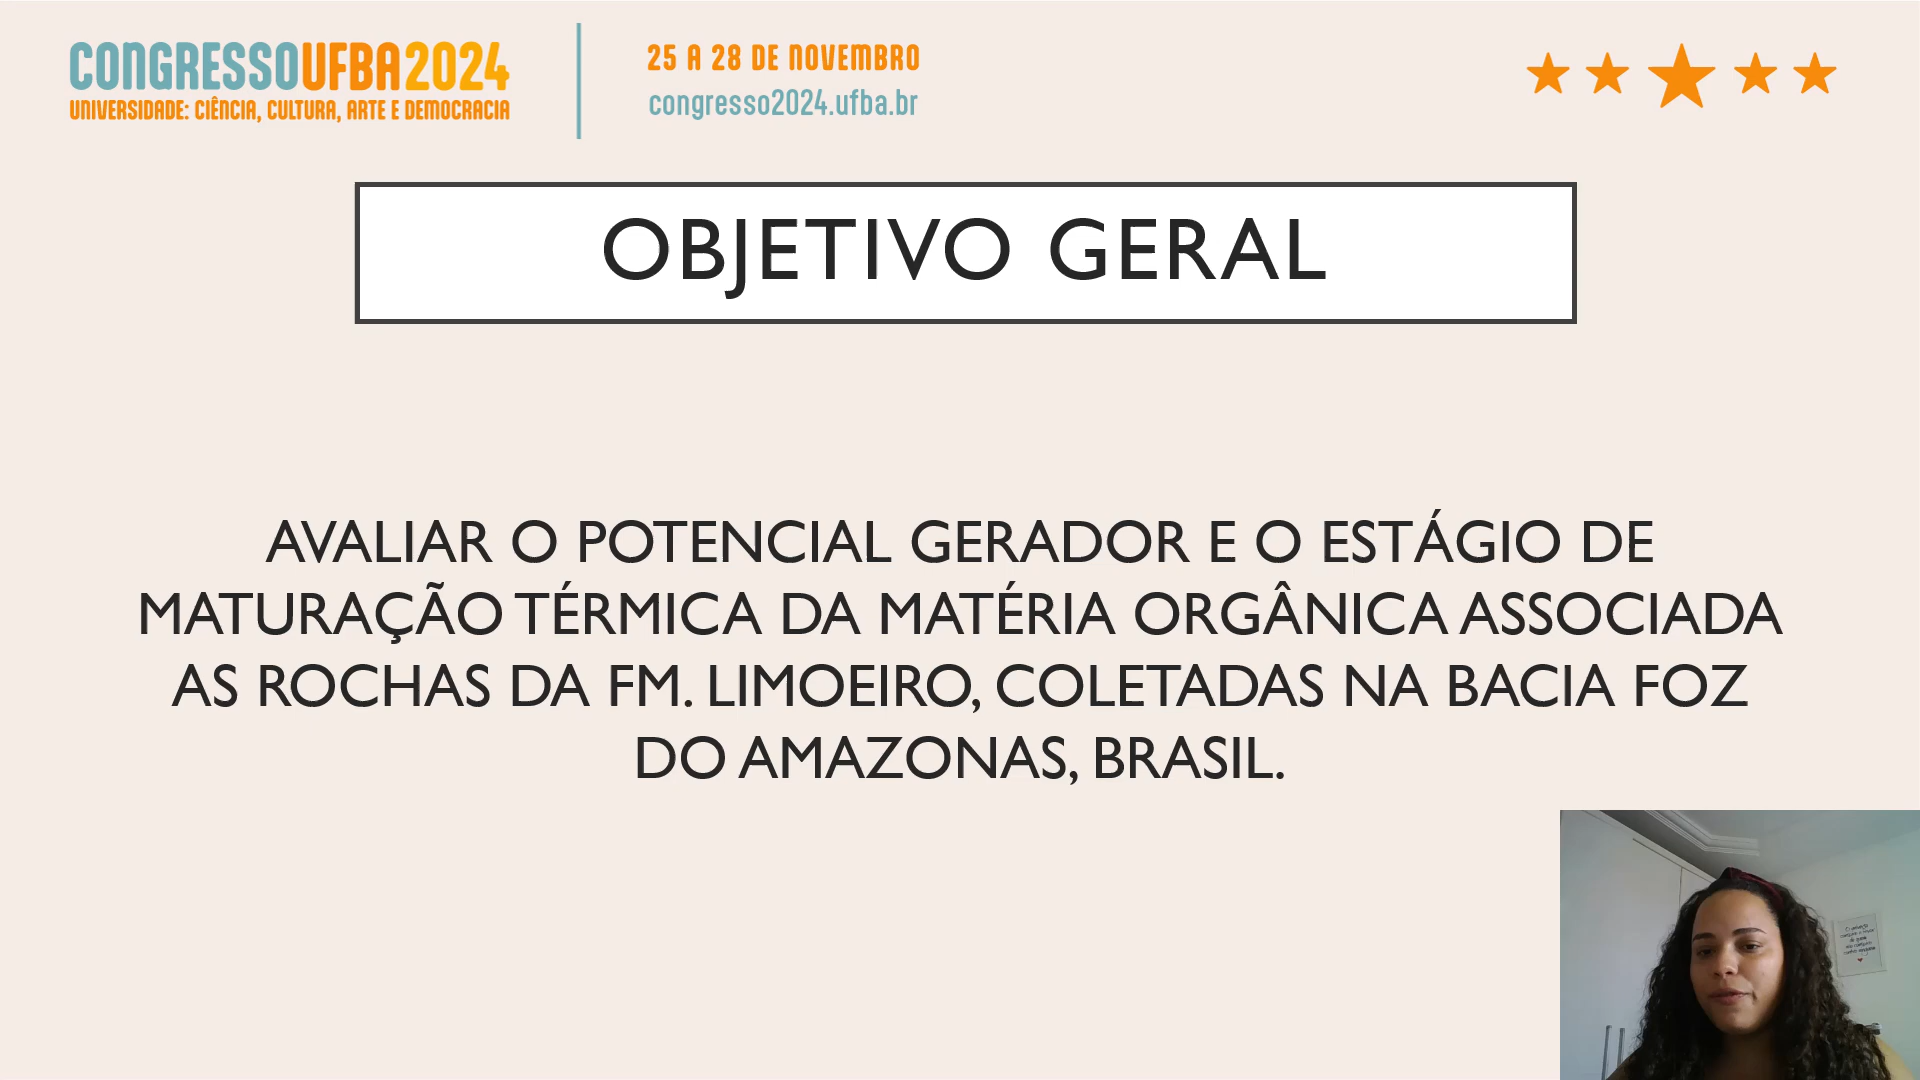 CONGRESSOUFBA2024
UNIVERSIDADE: CIÊNCIA, CULTURA, ARTE E DEMOCRACIA
25 A 28 DE NOVEMBRO
congresso2024.ufba.br
OBJETIVO GERAL
AVALIAR O POTENCIAL GERADOR E O ESTÁGIO DE
MATURAÇÃO TÉRMICA DA MATÉRIA ORGÂNICA ASSOCIADA
AS ROCHAS DA FM. LIMOEIRO, COLETADAS NA BACIA FOZ
DO AMAZONAS, BRASIL.